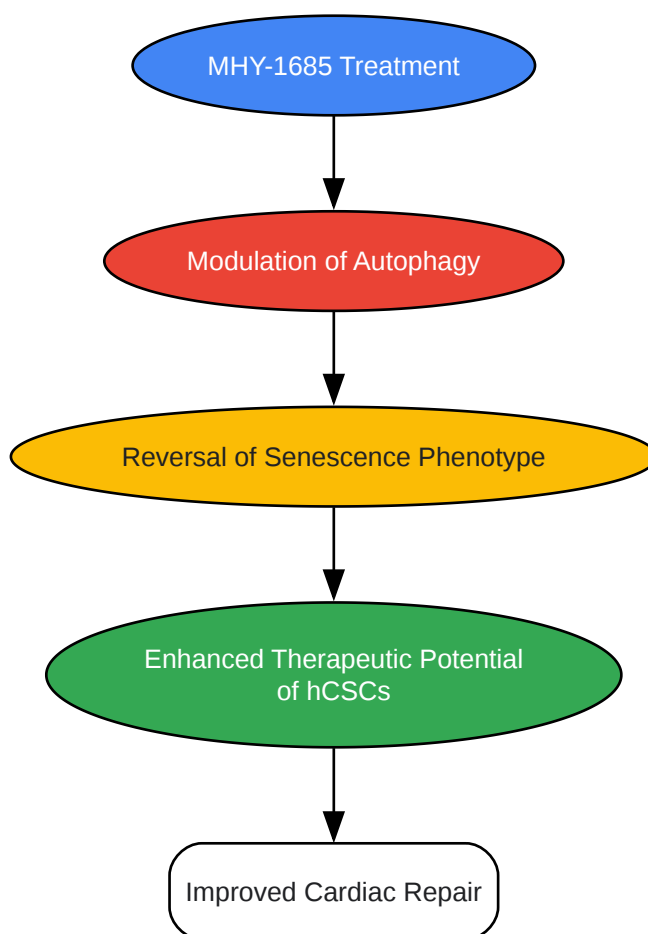 MHY-1685 Treatment
Modulation of Autophagy
Reversal of Senescence Phenotype
Enhanced Therapeutic Potential
of hCSCs
Improved Cardiac Repair